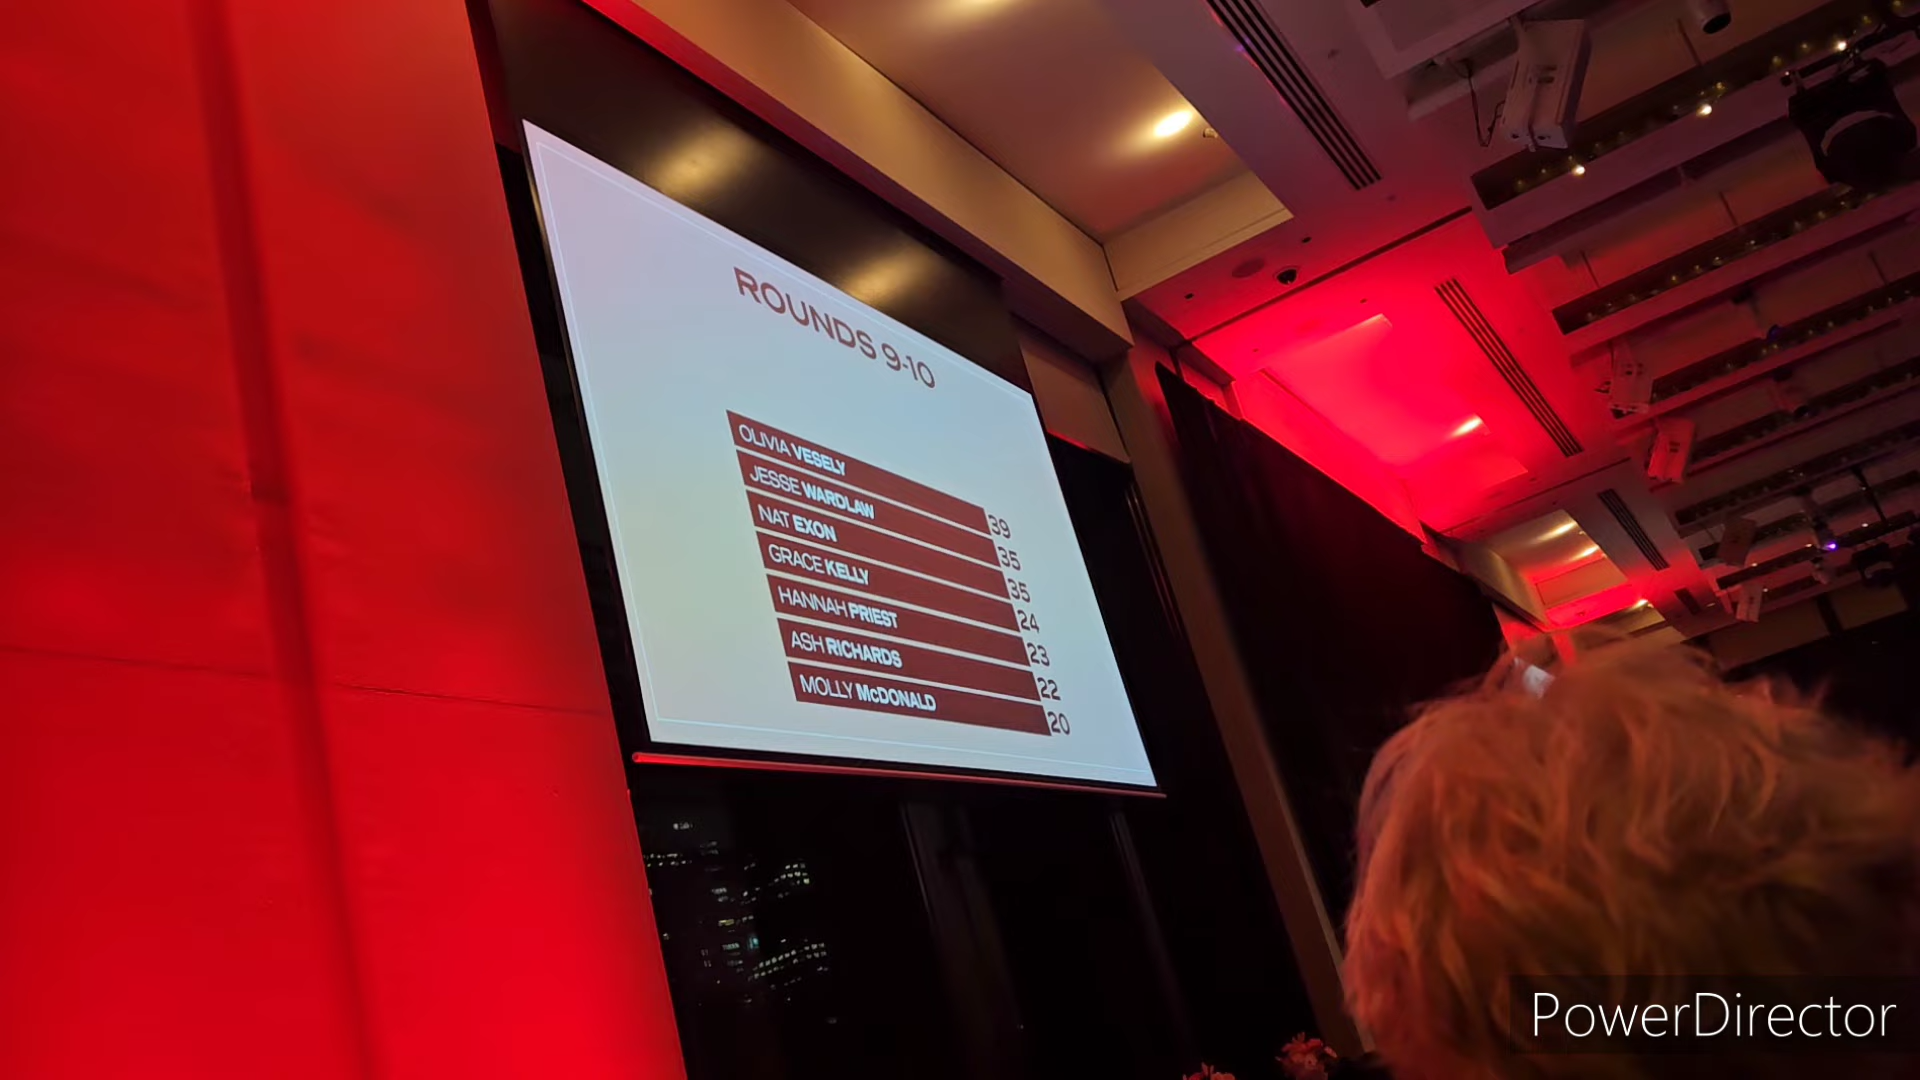 ROUNDS 9-10
OLIVIA VESELY 39
JESSE WARDLAW 35
NAT EXON 35
GRACE KELLY 24
HANNAH PRIEST 23
ASH RICHARDS 22
MOLLY McDONALD 20
PowerDirector